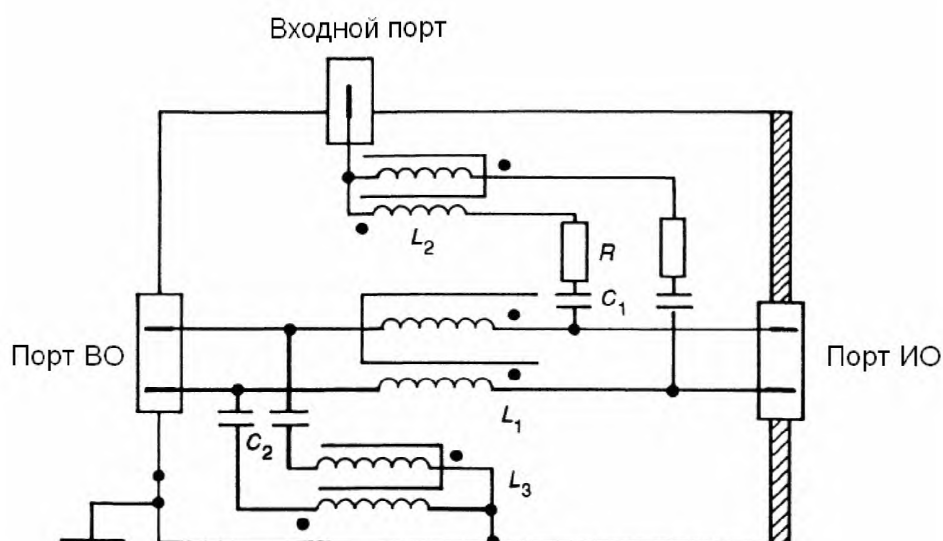 Входной порт
L2
R
C1
Порт ВО
Порт ИО
L1
C2
L3